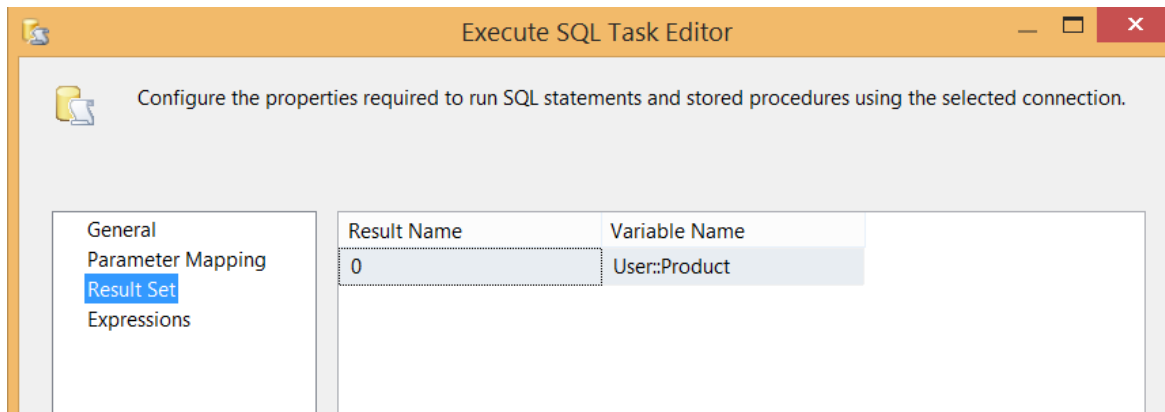 Execute SQL Task Editor
Configure the properties required to run SQL statements and stored procedures using the selected connection.
General
Parameter Mapping
Result Set
Expressions
Result Name Variable Name
0 User::Product